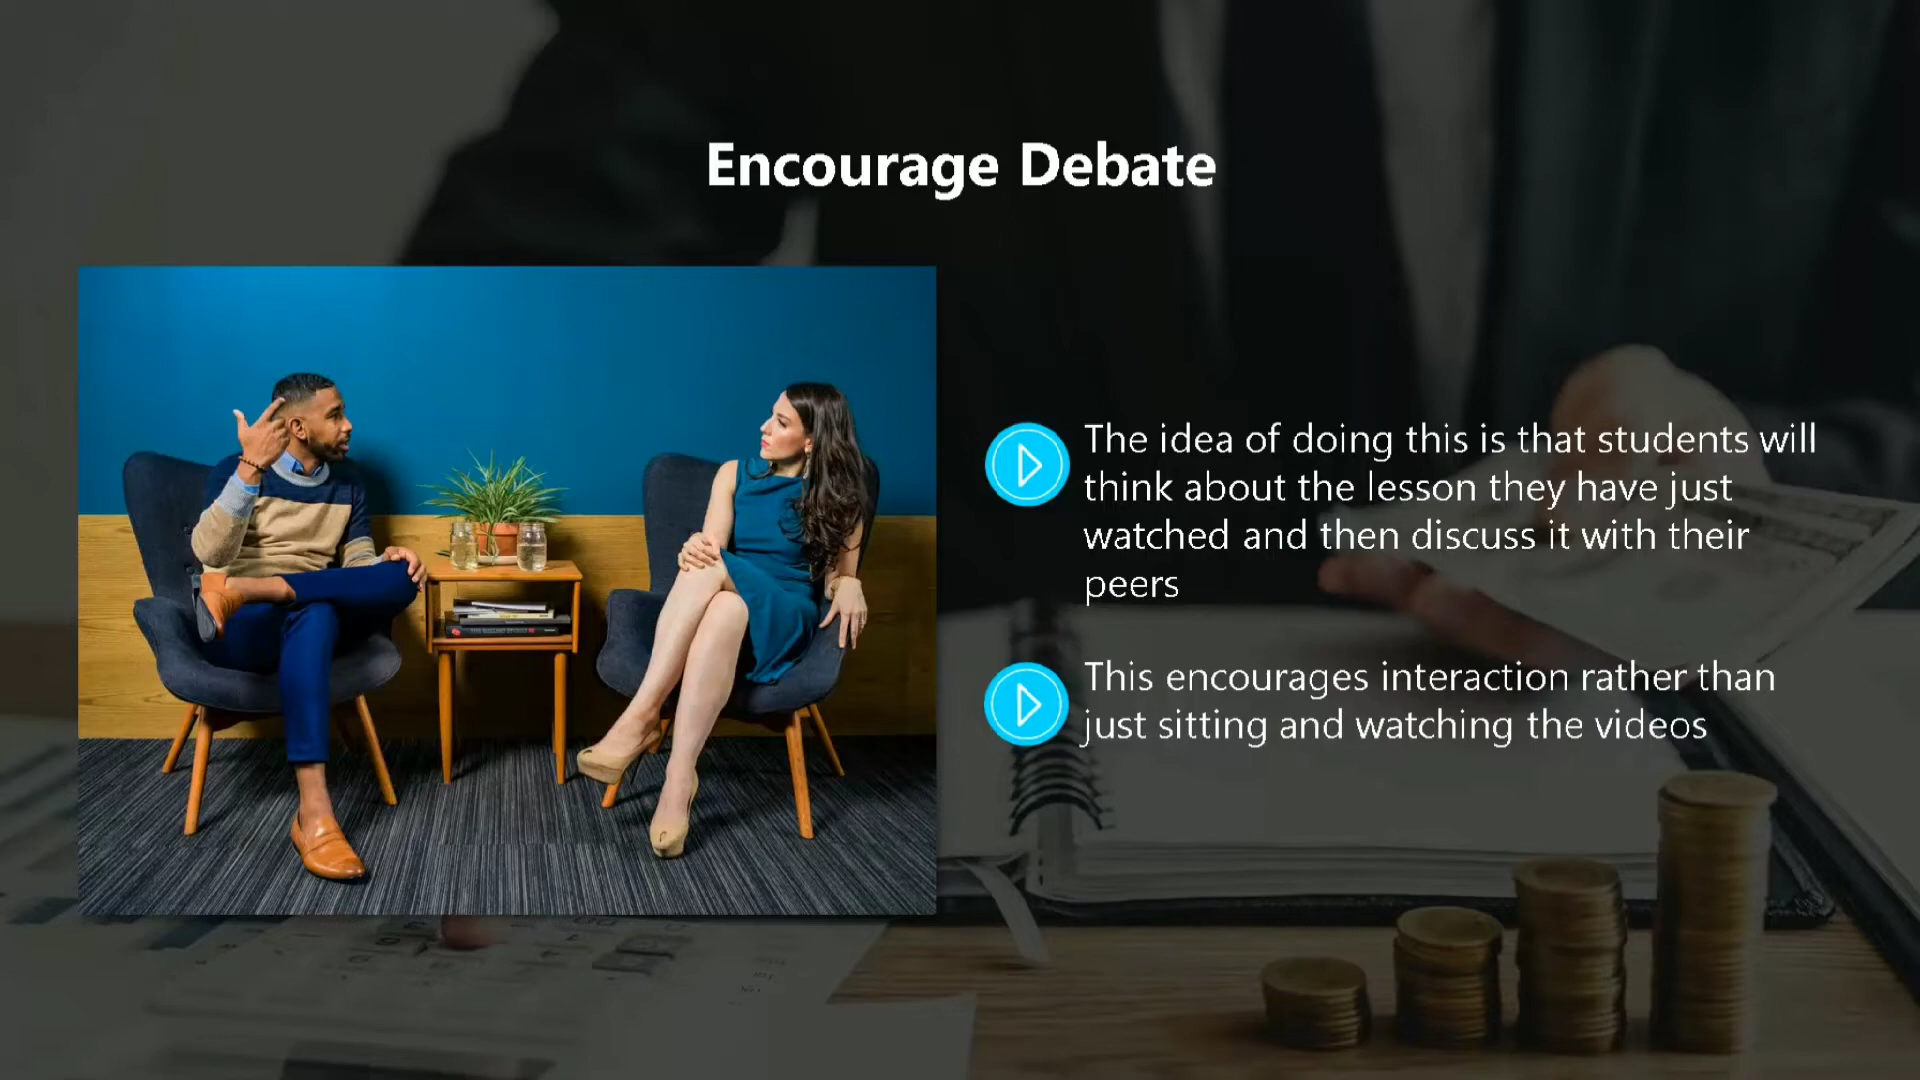 Encourage Debate
The idea of doing this is that students will
think about the lesson they have just
watched and then discuss it with their
peers
This encourages interaction rather than
just sitting and watching the videos